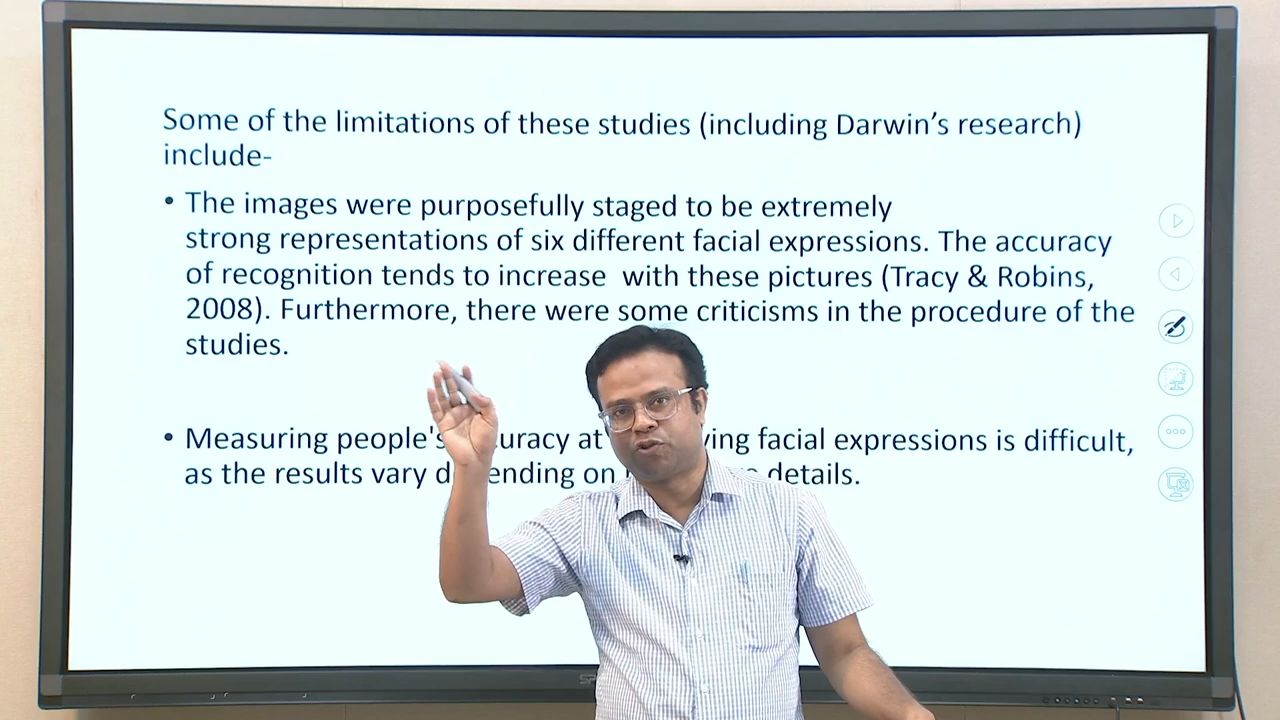 Some of the limitations of these studies (including Darwin's research)
include-
• The images were purposefully staged to be extremely
strong representations of six different facial expressions. The accuracy
of recognition tends to increase with these pictures (Tracy & Robins,
2008). Furthermore, there were some criticisms in the procedure of the
studies.
• Measuring people's at facial expressions is difficult,
as the results vary on details.